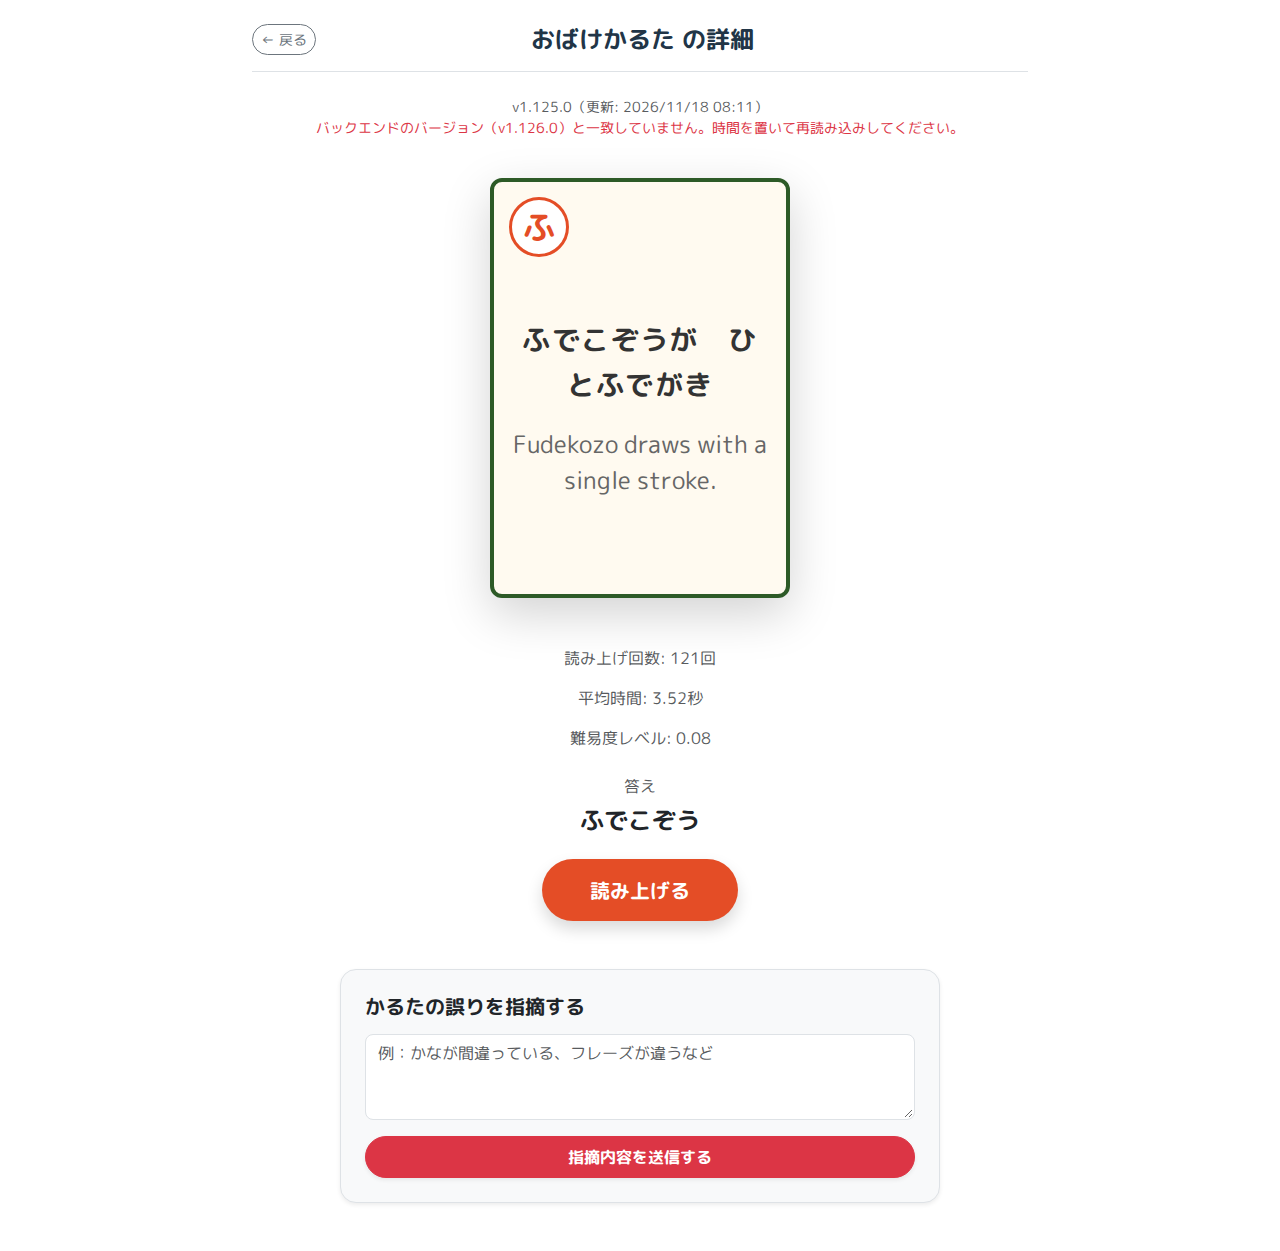 ← 戻る
おばけかるた の詳細
v1.125.0（更新: 2026/11/18 08:11）
バックエンドのバージョン（v1.126.0）と一致していません。時間を置いて再読み込みしてください。
ふ
ふでこぞうが　ひ
とふでがき
Fudekozo draws with a
single stroke.
読み上げ回数: 121回
平均時間: 3.52秒
難易度レベル: 0.08
答え
ふでこぞう
読み上げる
かるたの誤りを指摘する
例：かなが間違っている、フレーズが違うなど
指摘内容を送信する